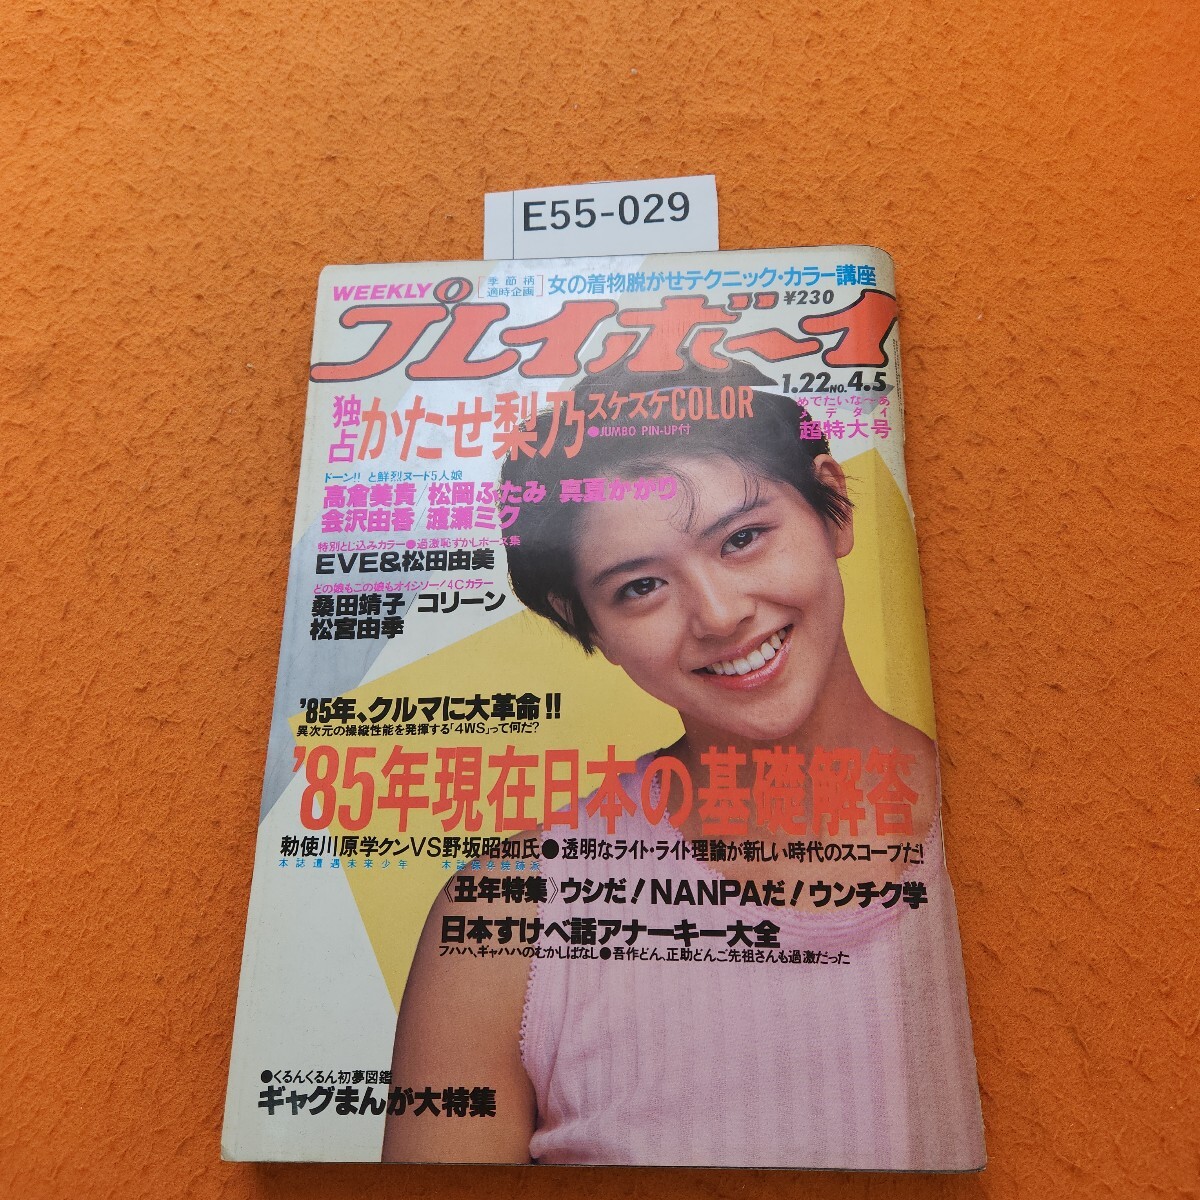 E55-029
WEEKLY
季節柄
適時企画
女の着物脱がせテクニック・カラー講座
プレイボーイ
¥230
1.22 NO. 4.5
めでたいな〜あ
メデタイ
超特大号
独占
かたせ梨乃
スケスケCOLOR
●JUMBO PIN-UP付
ドーン!!と鮮烈ヌード5人娘
高倉美貴/松岡ふたみ/真夏かかり
会沢由香/渡瀬ミク
特別とじ込みカラー●過激恥ずかしポーズ集
EVE&松田由美
どの娘もこの娘もオイシソー!4Cカラー
桑田靖子/コリーン
松宮由季
'85年、クルマに大革命!!
異次元の操縦性能を発揮する「4WS」って何だ?
'85年現在日本の基礎解答
勅使川原学クンVS野坂昭如氏●透明なライト・ライト理論が新しい時代のスコープだ!
本誌遭遇未来少年
《丑年特集》ウシだ!NANPAだ!ウンチク学
日本すけべ話アナーキー大全
フハハ、ギャハハのむかしばなし●吾作どん、正助どん、ご先祖さんも過激だった
●くるんくるん初夢図鑑
ギャグまんが大特集